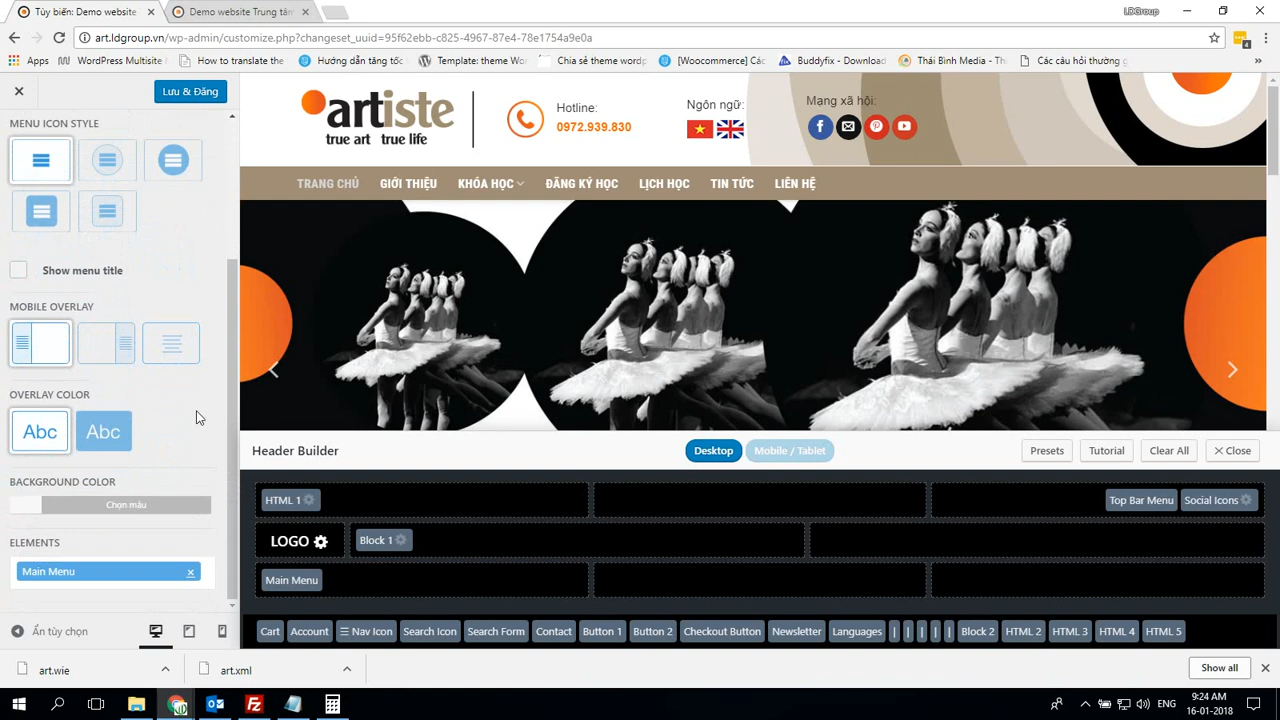 Tùy biến: Demo website
Demo website Trung tâm
LDGroup
art.ldgroup.vn/wp-admin/customize.php?changeset_uuid=95f62ebb-c825-4967-87e4-78e1754a9e0a
4
Apps
WordPress Multisite
How to translate the
Hướng dẫn tăng tốc
Template: theme Wor
Chia sẻ theme wordp
[Woocommerce] Các
Buddyfix - Buddy
Thái Bình Media - Th
Các câu hỏi thường g
Lưu & Đăng
MENU ICON STYLE
Show menu title
MOBILE OVERLAY
OVERLAY COLOR
Abc
Abc
BACKGROUND COLOR
Chọn màu
ELEMENTS
Main Menu
x
Ẩn tùy chọn
artiste
true art true life
Hotline:
0972.939.830
Ngôn ngữ:
Mạng xã hội:
TRANG CHỦ GIỚI THIỆU KHÓA HỌC ĐĂNG KÝ HỌC LỊCH HỌC TIN TỨC LIÊN HỆ
Header Builder
Desktop
Mobile / Tablet
Presets
Tutorial
Clear All
Close
HTML 1
Top Bar Menu
Social Icons
LOGO
Block 1
Main Menu
Cart Account Nav Icon Search Icon Search Form Contact Button 1 Button 2 Checkout Button Newsletter Languages | | | | | Block 2 HTML 2 HTML 3 HTML 4 HTML 5
art.wie
art.xml
Show all
ENG
9:24 AM
16-01-2018